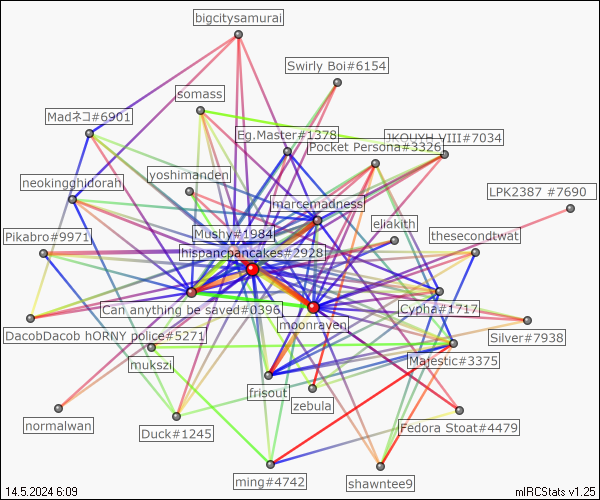 bigcitysamurai
Swirly Boi#6154
somass
Madネコ#6901
Eg.Master#1378
JKOUYH VIII#7034
Pocket Persona#3326
yoshimanden
neokingghidorah
LPK2387 #7690
marcemadness
eliakith
Mushy#1984
thesecondtwat
Pikabro#9971
hispancpancakes#2928
Can anything be saved#0396
Cypha#1717
moonraven
DacobDacob hORNY police#5271
Silver#7938
Majestic#3375
mukszi
frisout
zebula
normalwan
Duck#1245
Fedora Stoat#4479
ming#4742
shawntee9
14.5.2024 6:09
mIRCStats v1.25